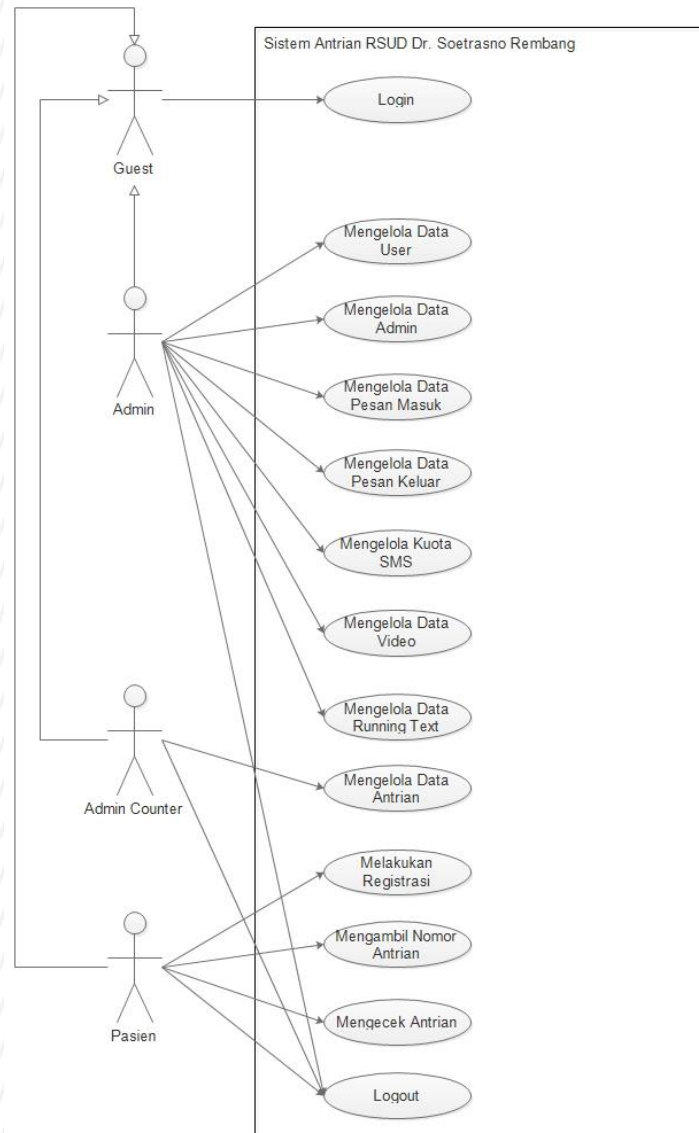 Sistem Antrian RSUD Dr. Soetrasno Rembang
Login
Guest
Mengelola Data
User
Mengelola Data
Admin
Admin
Mengelola Data
Pesan Masuk
Mengelola Data
Pesan Keluar
Mengelola Kuota
SMS
Mengelola Data
Video
Mengelola Data
Running Text
Mengelola Data
Antrian
Admin Counter
Melakukan
Registrasi
Mengambil Nomor
Antrian
Mengecek Antrian
Pasien
Logout